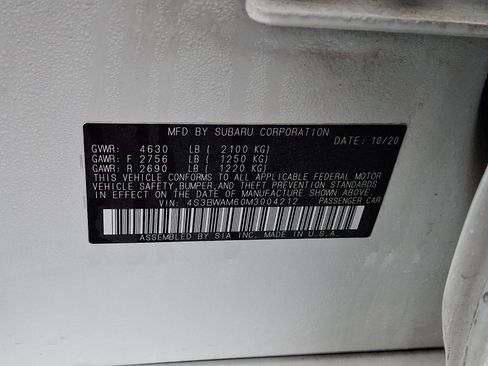 MFD BY SUBARU CORPORATION
DATE: 10/20
GVWR: 4630 LB ( 2100 KG)
GAWR: F 2756 LB ( 1250 KG)
GAWR: R 2690 LB ( 1220 KG)
THIS VEHICLE CONFORMS TO ALL APPLICABLE FEDERAL MOTOR
VEHICLE SAFETY,BUMPER,AND THEFT PREVENTION STANDARDS
IN EFFECT ON THE DATE OF MANUFACTURE SHOWN ABOVE.
VIN: 4S3BWAM60M3004212 PASSENGER CAR
ASSEMBLED BY SIA INC. MADE IN U.S.A.